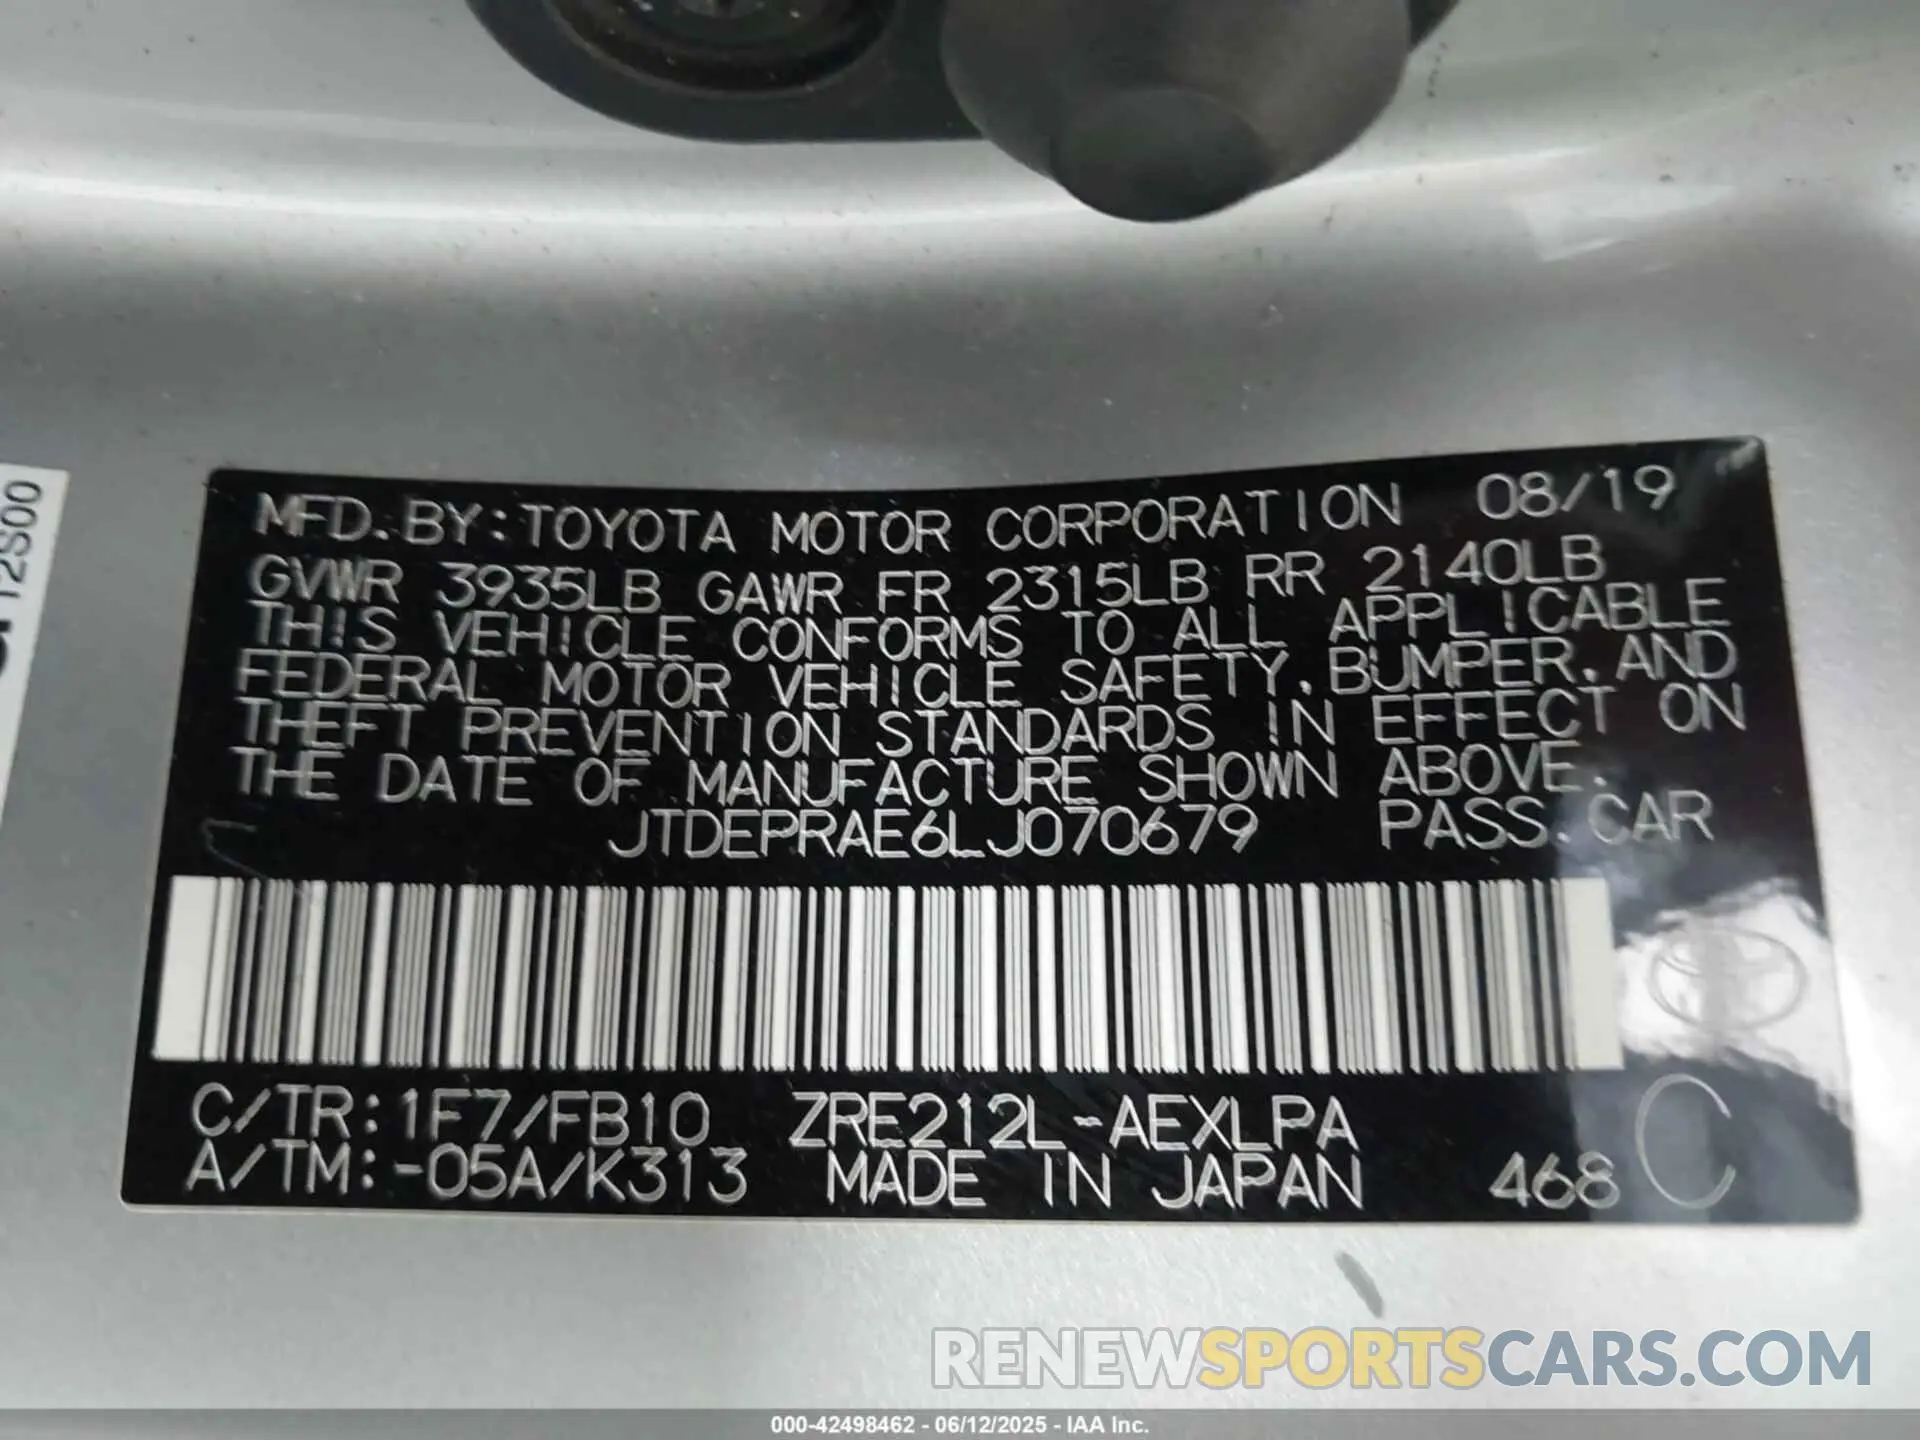 MFD. BY:TOYOTA MOTOR CORPORATION 08/19
GVWR 3935LB GAWR FR 2315LB RR 2140LB
THIS VEHICLE CONFORMS TO ALL APPLICABLE
FEDERAL MOTOR VEHICLE SAFETY, BUMPER, AND
THEFT PREVENTION STANDARDS IN EFFECT ON
THE DATE OF MANUFACTURE SHOWN ABOVE.
JTDEPRAE6LJ070679 PASS.CAR
C/TR:1F7/FB10 ZRE212L-AEXLPA
A/TM:-05A/K313 MADE IN JAPAN 468 C
12S00
RENEWSPORTSCARS.COM
000-42498462 - 06/12/2025 - IAA Inc.